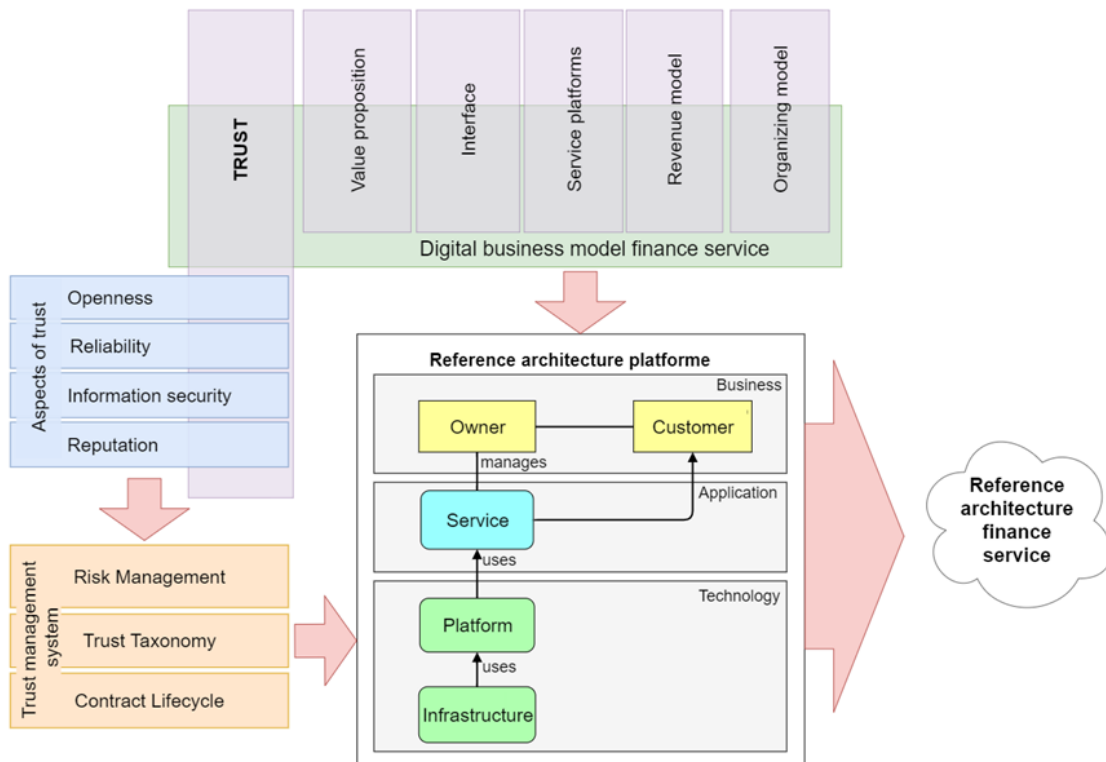 TRUST
Value proposition
Interface
Service platforms
Revenue model
Organizing model
Digital business model finance service
Aspects of trust
Openness
Reliability
Information security
Reputation
Reference architecture platforme
Business
Owner
Customer
manages
Application
Service
uses
Technology
Platform
uses
Infrastructure
Trust management
system
Risk Management
Trust Taxonomy
Contract Lifecycle
Reference
architecture
finance
service